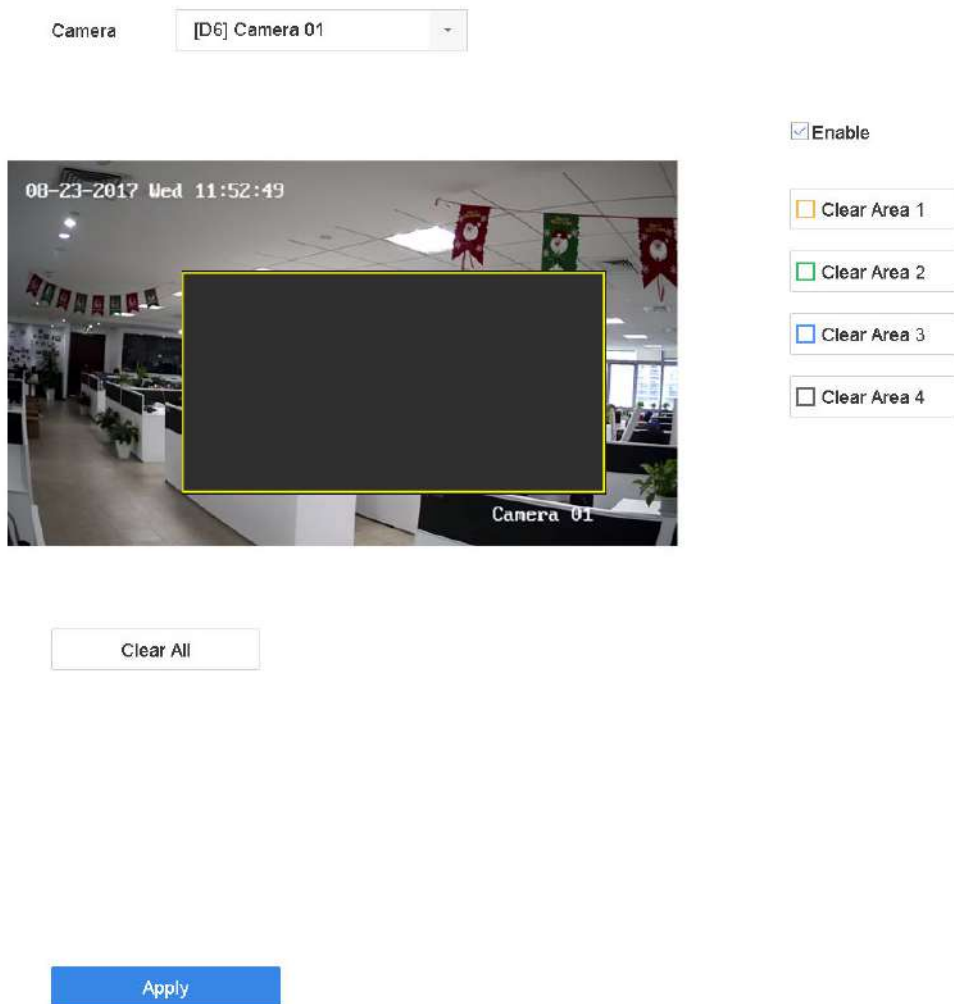 Camera
[D6] Camera 01
Enable
08-23-2017 Wed 11:52:49
Clear Area 1
Clear Area 2
Clear Area 3
Clear Area 4
Camera 01
Clear All
Apply